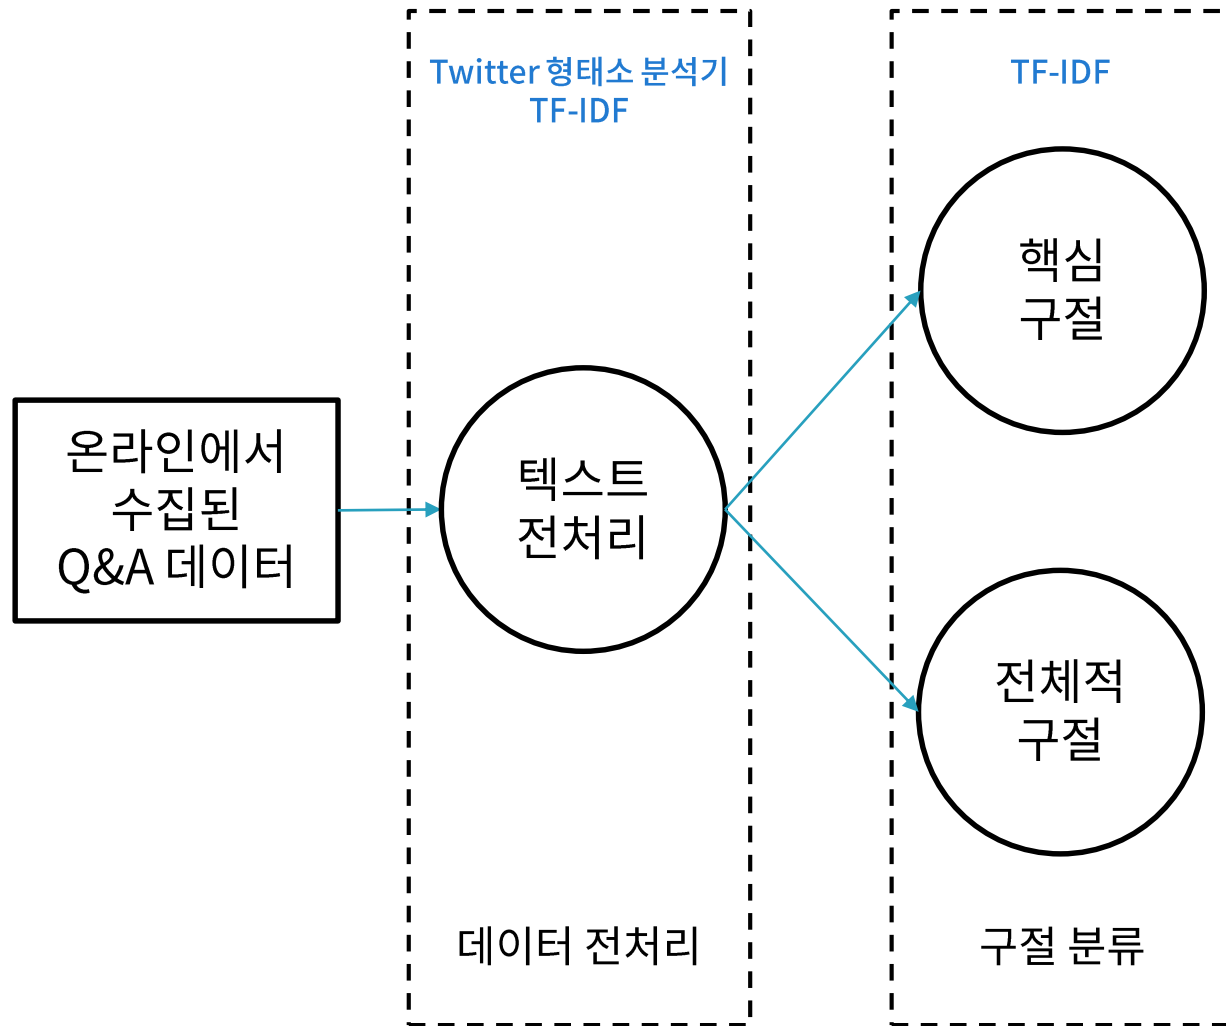 Twitter 형태소 분석기
TF-IDF
TF-IDF
핵심
구절
온라인에서
수집된
Q&A 데이터
텍스트
전처리
전체적
구절
데이터 전처리
구절 분류